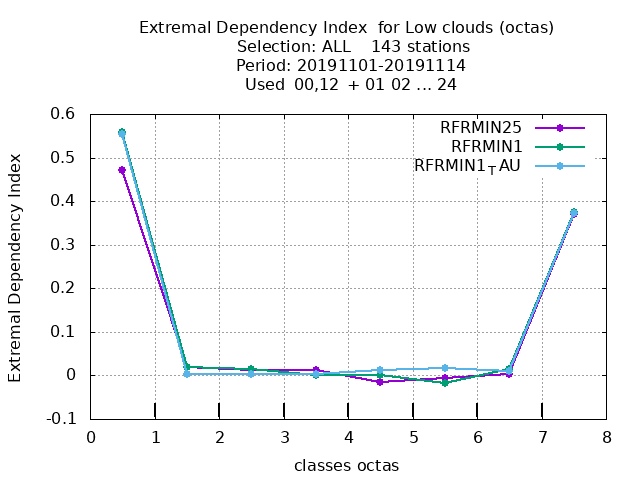 Extremal Dependency Index  for Low clouds (octas)
Selection: ALL    143 stations
Period: 20191101-20191114
Used  00,12  + 01 02 ... 24
RFRMIN25
RFRMIN1
RFRMIN1TAU
Extremal Dependency Index
0.6
0.5
0.4
0.3
0.2
0.1
0
-0.1
0 1 2 3 4 5 6 7 8
classes octas